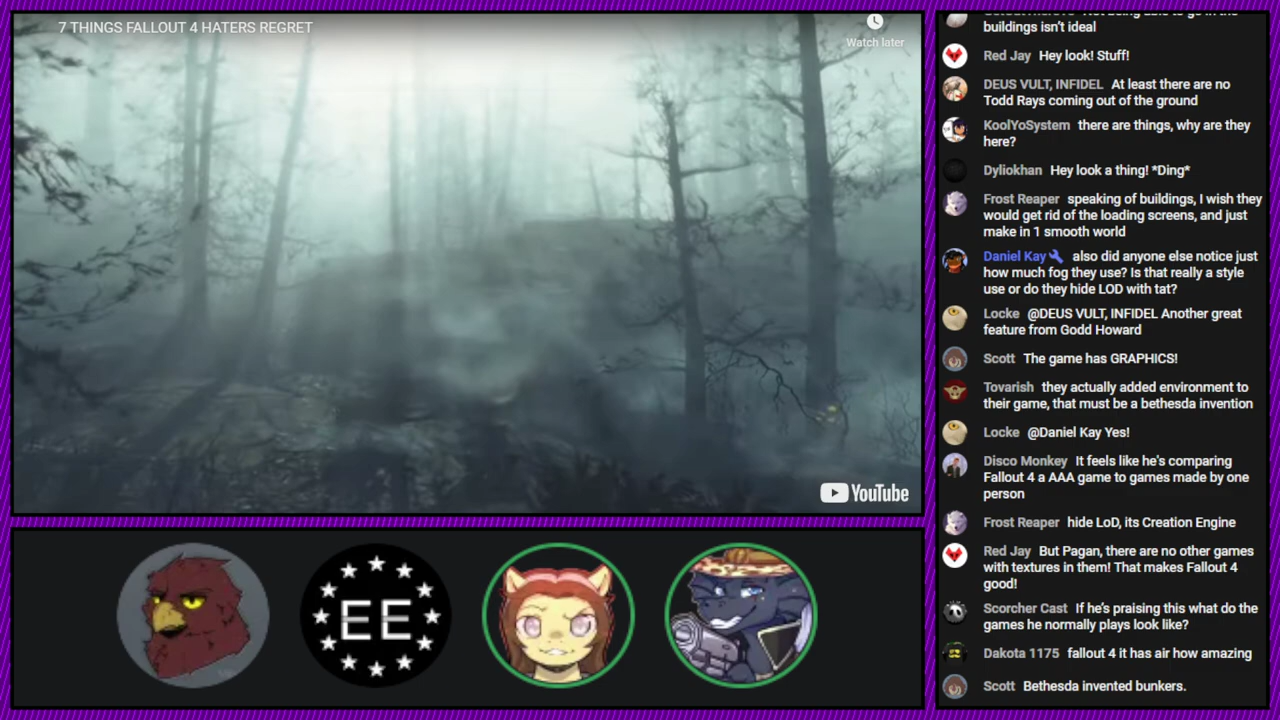 7 THINGS FALLOUT 4 HATERS REGRET
Watch later
YouTube
EE
buildings isn't ideal
Red Jay Hey look! Stuff!
DEUS VULT, INFIDEL At least there are no
Todd Rays coming out of the ground
KoolYoSystem there are things, why are they
here?
Dyliokhan Hey look a thing! *Ding*
Frost Reaper speaking of buildings, I wish they
would get rid of the loading screens, and just
make in 1 smooth world
Daniel Kay also did anyone else notice just
how much fog they use? Is that really a style
use or do they hide LOD with tat?
Locke @DEUS VULT, INFIDEL Another great
feature from Godd Howard
Scott The game has GRAPHICS!
Tovarish they actually added environment to
their game, that must be a bethesda invention
Locke @Daniel Kay Yes!
Disco Monkey It feels like he's comparing
Fallout 4 a AAA game to games made by one
person
Frost Reaper hide LoD, its Creation Engine
Red Jay But Pagan, there are no other games
with textures in them! That makes Fallout 4
good!
Scorcher Cast If he's praising this what do the
games he normally plays look like?
Dakota 1175 fallout 4 it has air how amazing
Scott Bethesda invented bunkers.